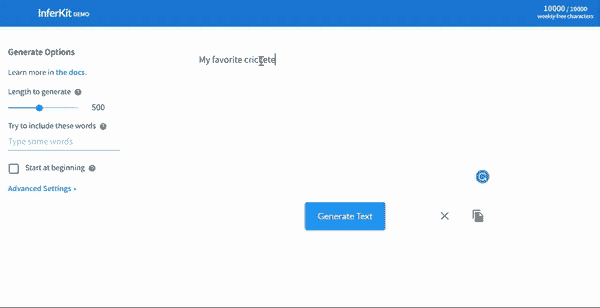 InferKit DEMO
10000 / 10000
weekly free characters
Generate Options
Learn more in the docs.
Length to generate
500
Try to include these words
Type some words
Start at beginning
Advanced Settings
My favorite crickete
Generate Text